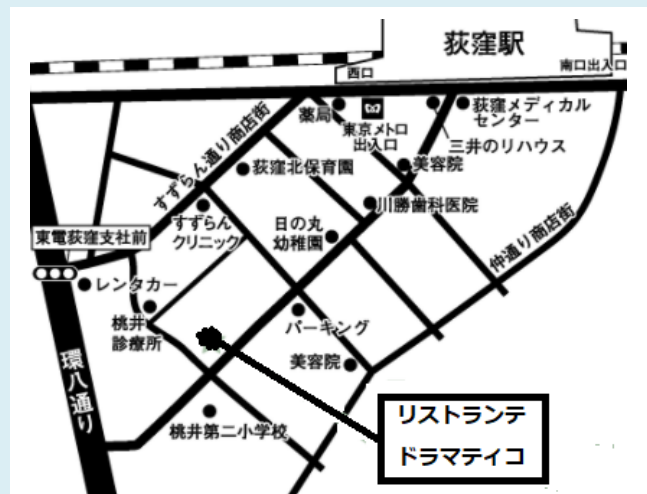 荻窪駅
西口
南口出入口
薬局
東京メトロ
出入口
荻窪メディカル
センター
三井のリハウス
美容院
すずらん通り商店街
荻窪北保育園
川勝歯科医院
すずらん
クリニック
日の丸
幼稚園
仲通り商店街
東電荻窪支社前
レンタカー
桃井
診療所
パーキング
美容院
環八通り
桃井第二小学校
リストランテ
ドラマティコ